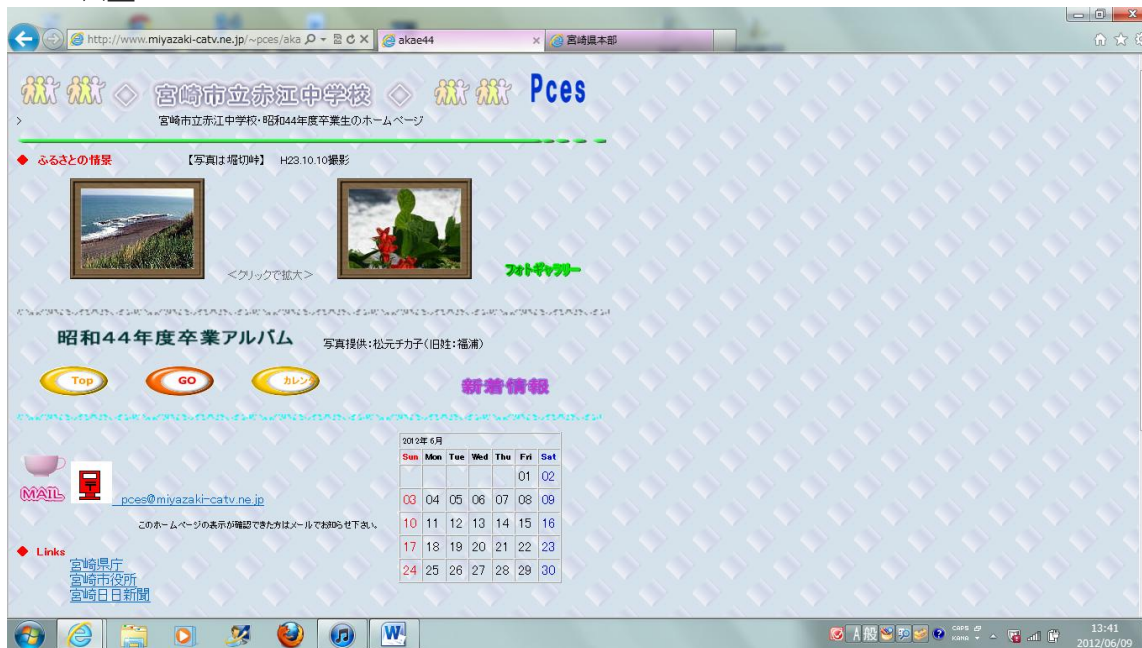 http://www.miyazaki-catv.ne.jp/~pces/aka
akae44
宮崎県本部
宮崎市立赤江中学校
Pces
>
宮崎市立赤江中学校・昭和44年度卒業生のホームページ
ふるさとの情景 【写真は堀切峠】 H23.10.10撮影
<クリックで拡大>
フォトギャラリー
昭和44年度卒業アルバム
写真提供:松元チカ子(旧姓:福浦)
Top GO カレンダ
新着情報
2012年 6月
Sun Mon Tue Wed Thu Fri Sat
01 02
03 04 05 06 07 08 09
10 11 12 13 14 15 16
17 18 19 20 21 22 23
24 25 26 27 28 29 30
MAIL
pces@miyazaki-catv.ne.jp
このホームページの表示が確認できた方はメールでお知らせ下さい。
Links
宮崎県庁
宮崎市役所
宮崎日日新聞
A 般
CAPS
KANA
13:41
2012/06/09